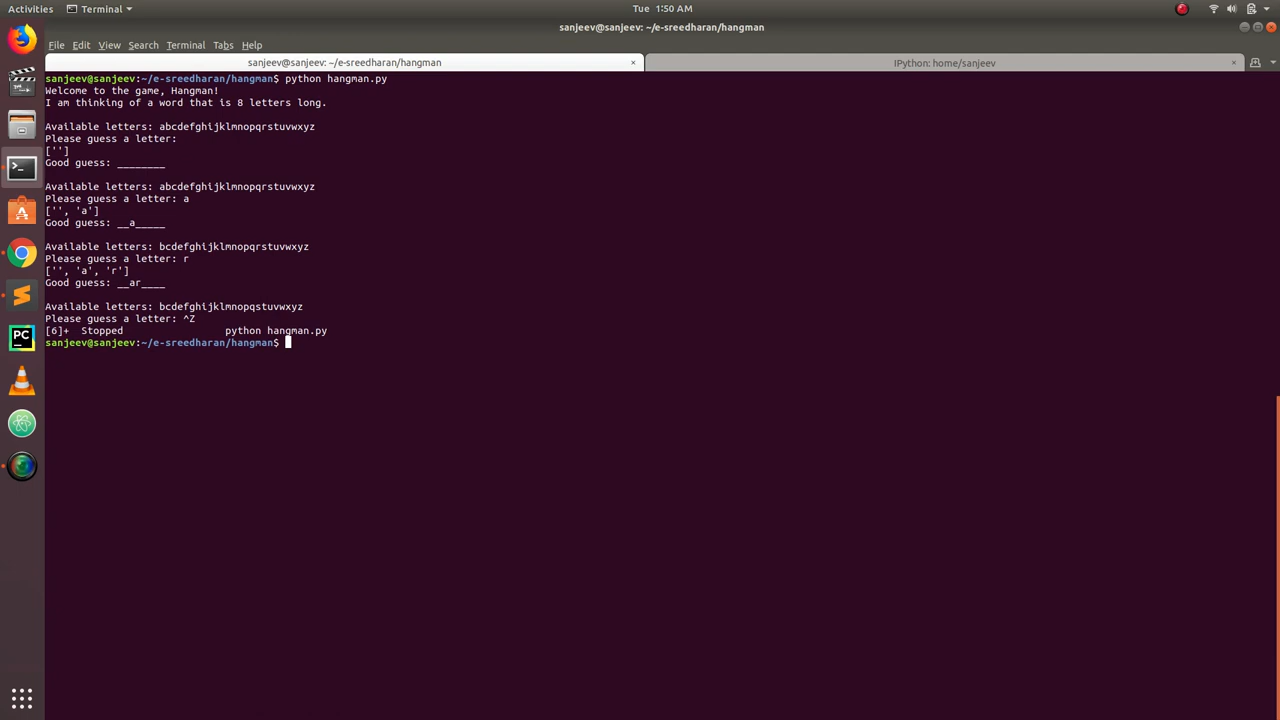 Activities Terminal Tue 1:50 AM
sanjeev@sanjeev: ~/e-sreedharan/hangman
File Edit View Search Terminal Tabs Help
sanjeev@sanjeev: ~/e-sreedharan/hangman × IPython: home/sanjeev ×
sanjeev@sanjeev:~/e-sreedharan/hangman$ python hangman.py
Welcome to the game, Hangman!
I am thinking of a word that is 8 letters long.
Available letters: abcdefghijklmnopqrstuvwxyz
Please guess a letter:
['']
Good guess: ________
Available letters: abcdefghijklmnopqrstuvwxyz
Please guess a letter: a
['', 'a']
Good guess: __a_____
Available letters: bcdefghijklmnopqrstuvwxyz
Please guess a letter: r
['', 'a', 'r']
Good guess: __ar____
Available letters: bcdefghijklmnopqstuvwxyz
Please guess a letter: ^Z
[6]+ Stopped python hangman.py
sanjeev@sanjeev:~/e-sreedharan/hangman$
PC